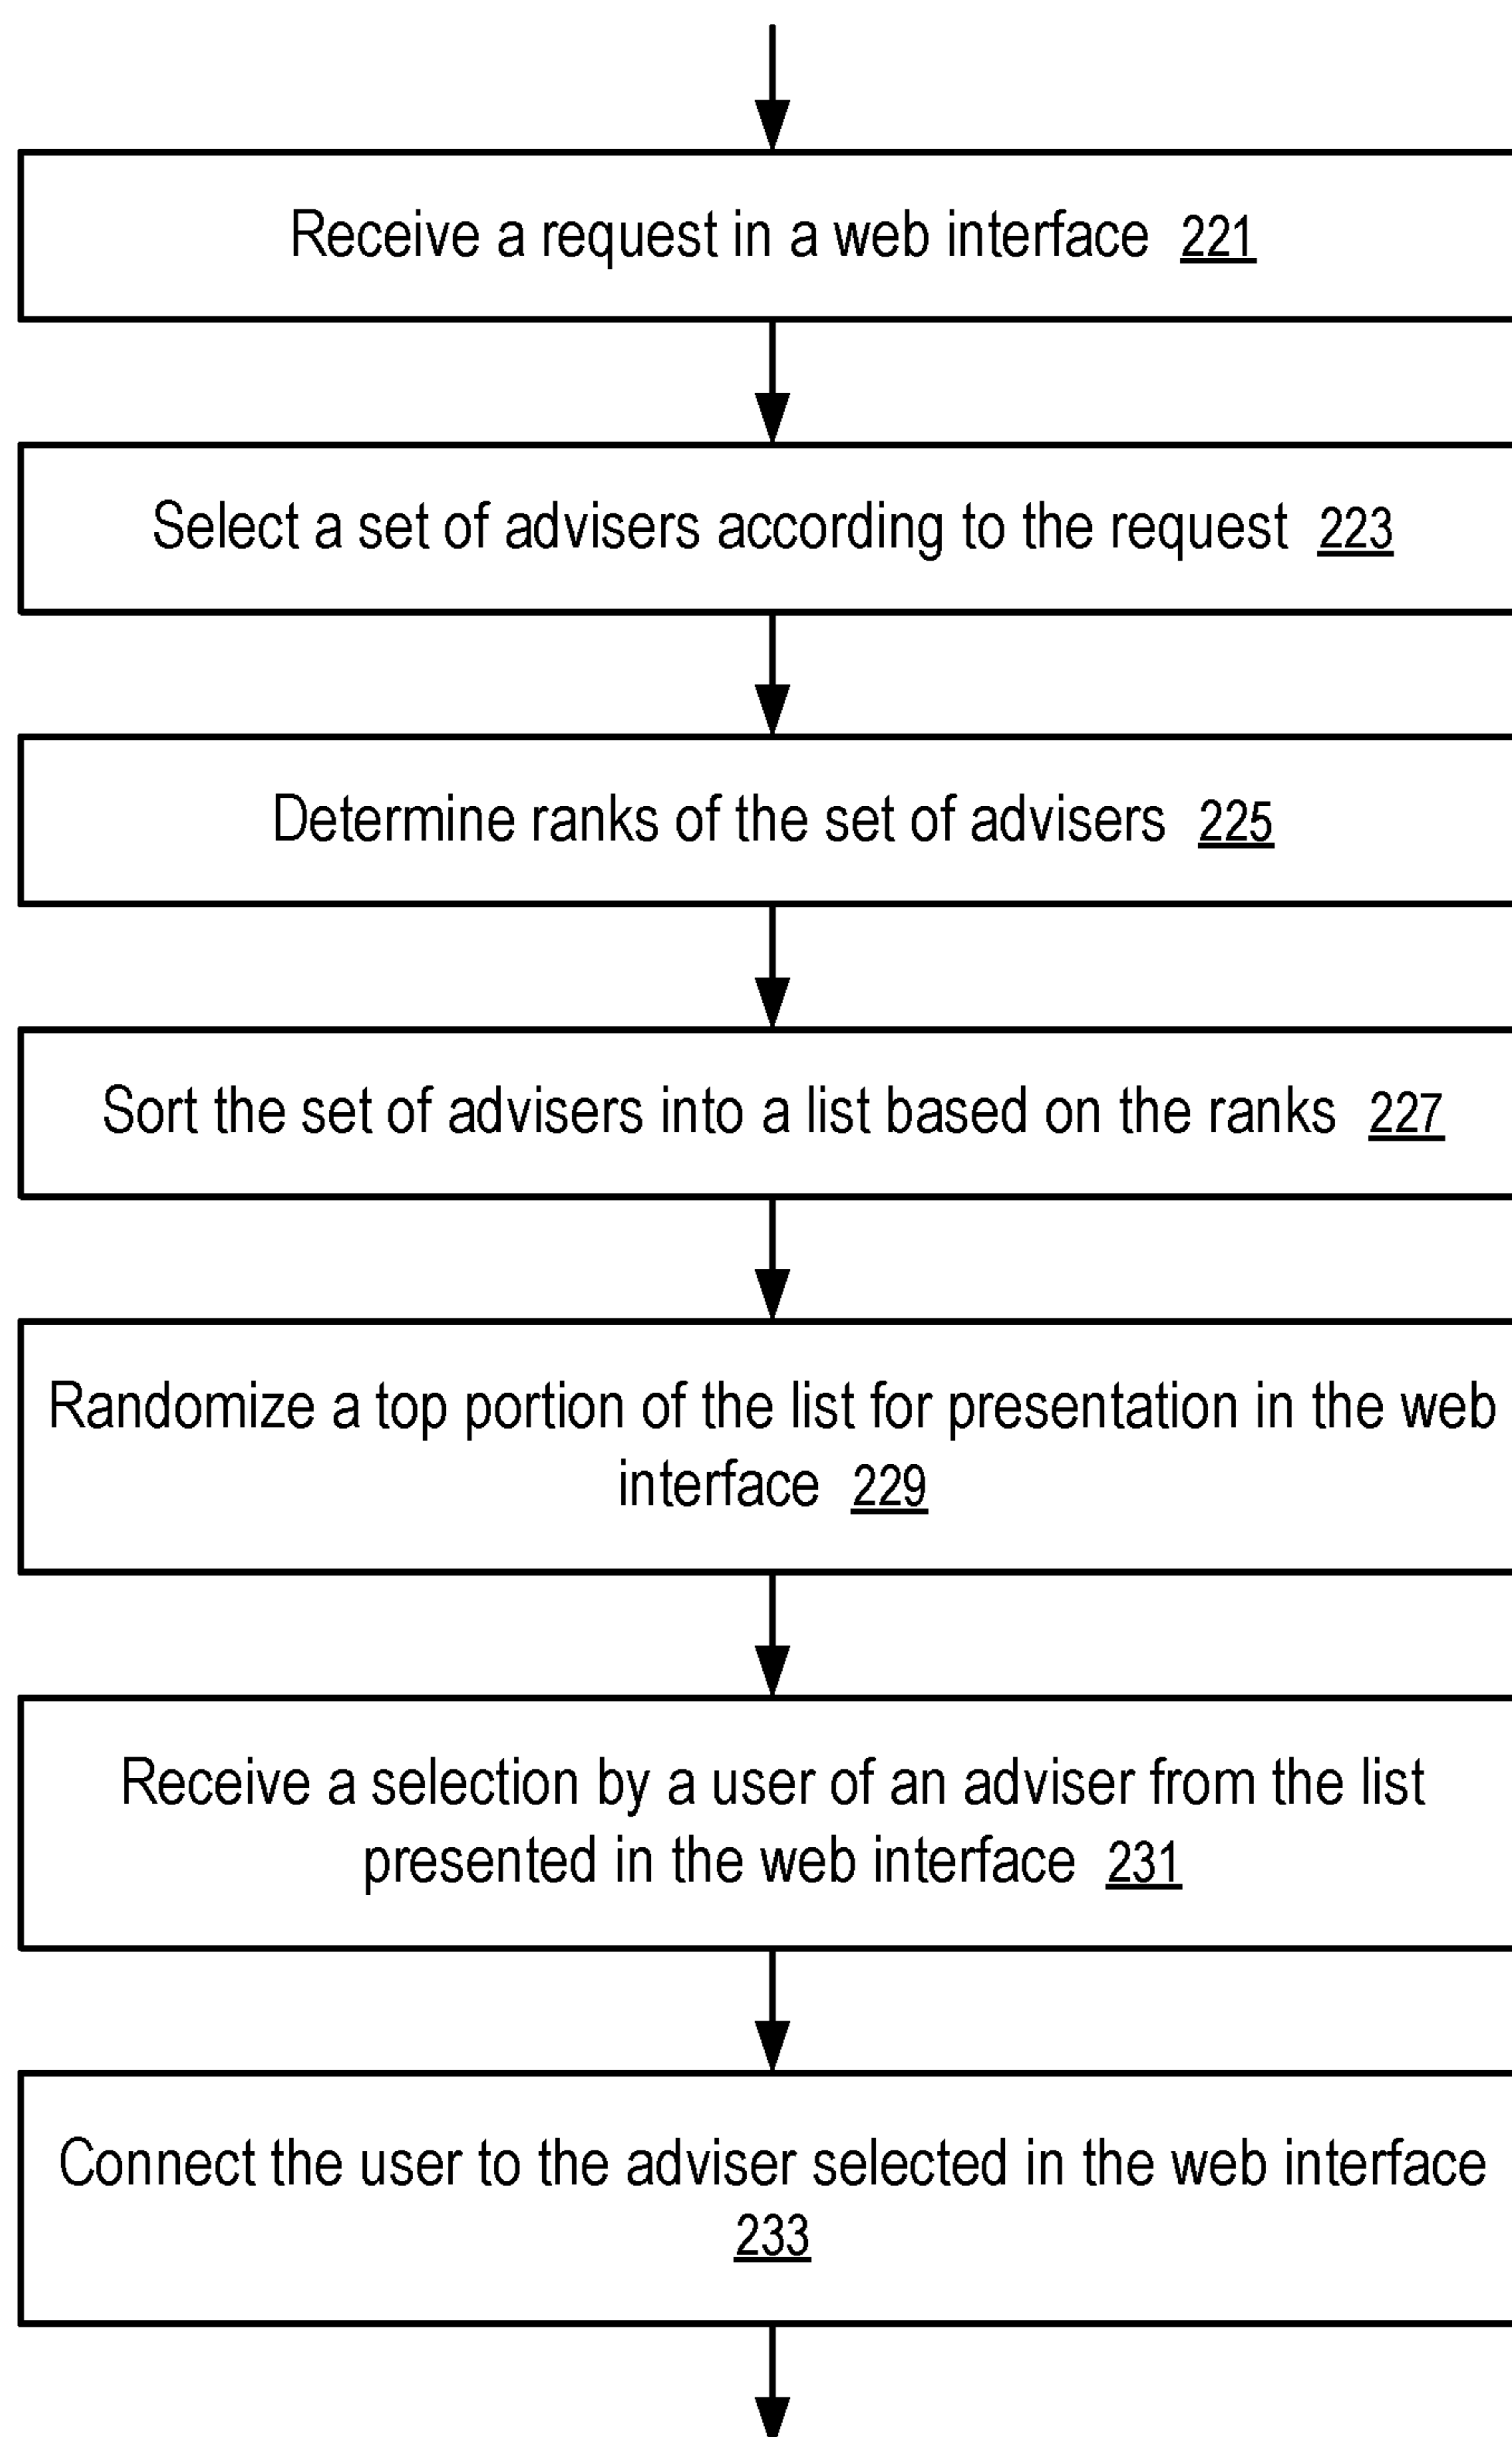 Receive a request in a web interface 221
Select a set of advisers according to the request 223
Determine ranks of the set of advisers 225
Sort the set of advisers into a list based on the ranks 227
Randomize a top portion of the list for presentation in the web
interface 229
Receive a selection by a user of an adviser from the list
presented in the web interface 231
Connect the user to the adviser selected in the web interface
233